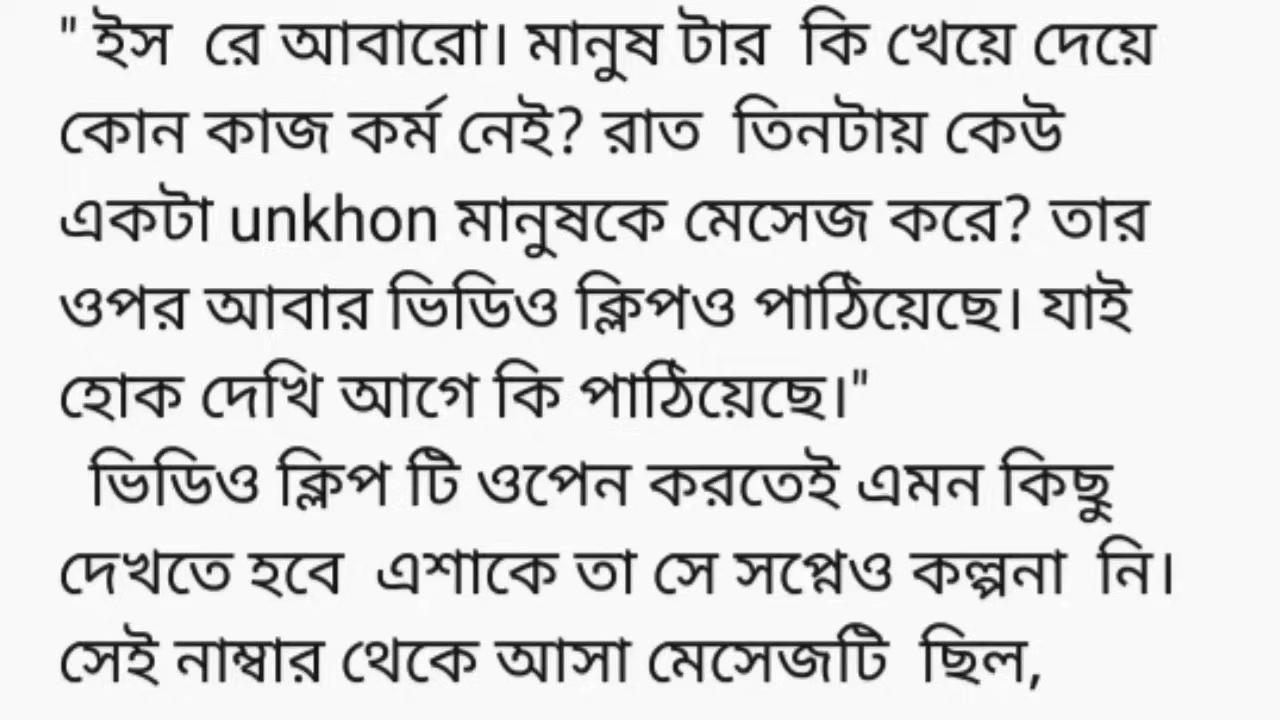 " ইস রে আবারো। মানুষ টার কি খেয়ে দেয়ে
কোন কাজ কর্ম নেই? রাত তিনটায় কেউ
একটা unkhon মানুষকে মেসেজ করে? তার
ওপর আবার ভিডিও ক্লিপও পাঠিয়েছে। যাই
হোক দেখি আগে কি পাঠিয়েছে।"
ভিডিও ক্লিপ টি ওপেন করতেই এমন কিছু
দেখতে হবে এশাকে তা সে সপ্নেও কল্পনা নি।
সেই নাম্বার থেকে আসা মেসেজটি ছিল,